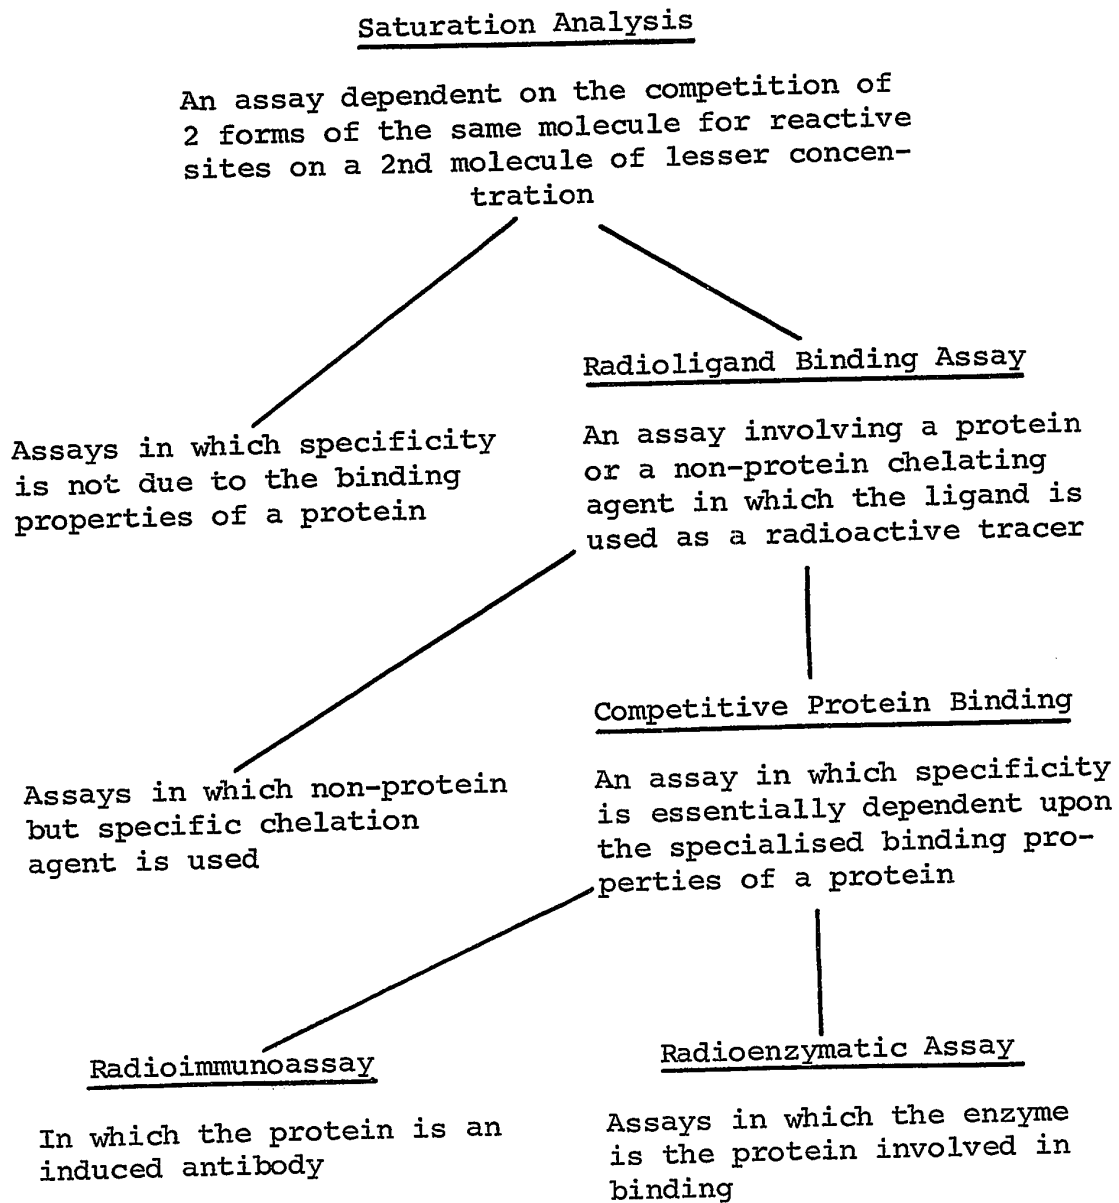 Saturation Analysis
An assay dependent on the competition of
2 forms of the same molecule for reactive
sites on a 2nd molecule of lesser concen-
tration
Radioligand Binding Assay
An assay involving a protein
or a non-protein chelating
agent in which the ligand is
used as a radioactive tracer
Assays in which specificity
is not due to the binding
properties of a protein
Competitive Protein Binding
An assay in which specificity
is essentially dependent upon
the specialised binding pro-
perties of a protein
Assays in which non-protein
but specific chelation
agent is used
Radioimmunoassay
In which the protein is an
induced antibody
Radioenzymatic Assay
Assays in which the enzyme
is the protein involved in
binding